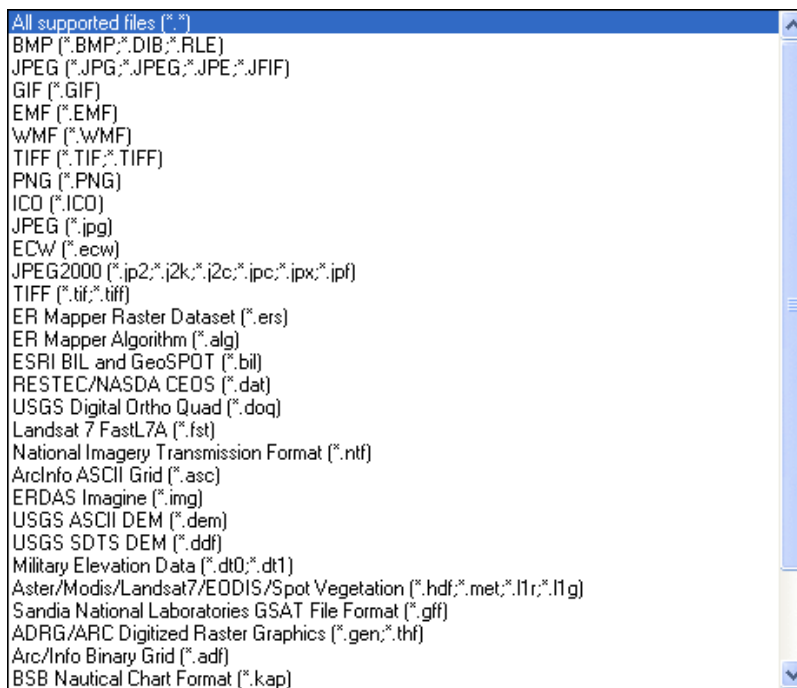 All supported files (*.*)
BMP (*.BMP;*.DIB;*.RLE)
JPEG (*.JPG;*.JPEG;*.JPE;*.JFIF)
GIF (*.GIF)
EMF (*.EMF)
WMF (*.WMF)
TIFF (*.TIF;*.TIFF)
PNG (*.PNG)
ICO (*.ICO)
JPEG (*.jpg)
ECW (*.ecw)
JPEG2000 (*.jp2;*.j2k;*.j2c;*.jpc;*.jpx;*.jpf)
TIFF (*.tif;*.tiff)
ER Mapper Raster Dataset (*.ers)
ER Mapper Algorithm (*.alg)
ESRI BIL and GeoSPOT (*.bil)
RESTEC/NASDA CEOS (*.dat)
USGS Digital Ortho Quad (*.doq)
Landsat 7 FastL7A (*.fst)
National Imagery Transmission Format (*.ntf)
ArcInfo ASCII Grid (*.asc)
ERDAS Imagine (*.img)
USGS ASCII DEM (*.dem)
USGS SDTS DEM (*.ddf)
Military Elevation Data (*.dt0;*.dt1)
Aster/Modis/Landsat7/EODIS/Spot Vegetation (*.hdf;*.met;*.l1r;*.l1g)
Sandia National Laboratories GSAT File Format (*.gff)
ADRG/ARC Digitized Raster Graphics (*.gen;*.thf)
Arc/Info Binary Grid (*.adf)
BSB Nautical Chart Format (*.kap)